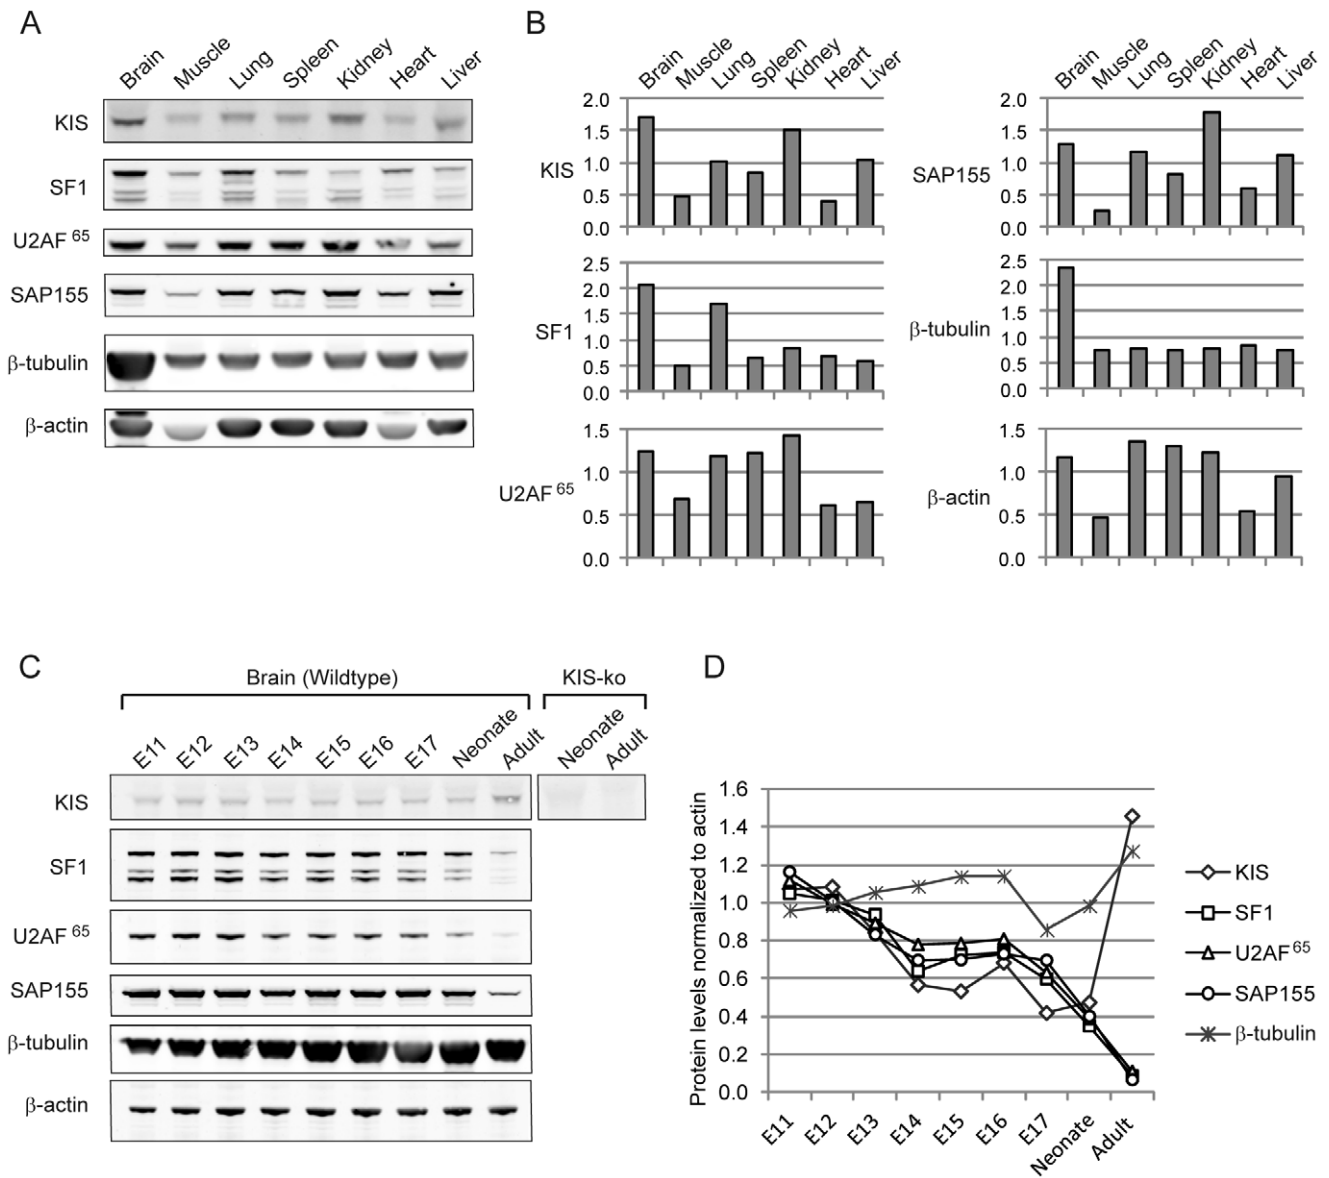 A
Brain Muscle Lung Spleen Kidney Heart Liver
KIS
SF1
U2AF 65
SAP155
β-tubulin
β-actin
B
Brain Muscle Lung Spleen Kidney Heart Liver
KIS
2.0
1.5
1.0
0.5
0.0
SF1
2.5
2.0
1.5
1.0
0.5
0.0
U2AF 65
1.5
1.0
0.5
0.0
Brain Muscle Lung Spleen Kidney Heart Liver
SAP155
2.0
1.5
1.0
0.5
0.0
β-tubulin
2.5
2.0
1.5
1.0
0.5
0.0
β-actin
1.5
1.0
0.5
0.0
C
Brain (Wildtype) KIS-ko
E11 E12 E13 E14 E15 E16 E17 Neonate Adult Neonate Adult
KIS
SF1
U2AF 65
SAP155
β-tubulin
β-actin
D
Protein levels normalized to actin
1.6
1.4
1.2
1.0
0.8
0.6
0.4
0.2
0.0
E11 E12 E13 E14 E15 E16 E17 Neonate Adult
KIS
SF1
U2AF 65
SAP155
β-tubulin